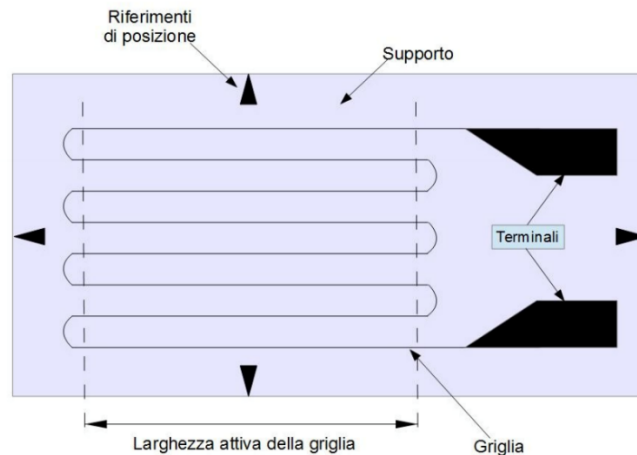 Riferimenti
di posizione
Supporto
Terminali
Larghezza attiva della griglia
Griglia